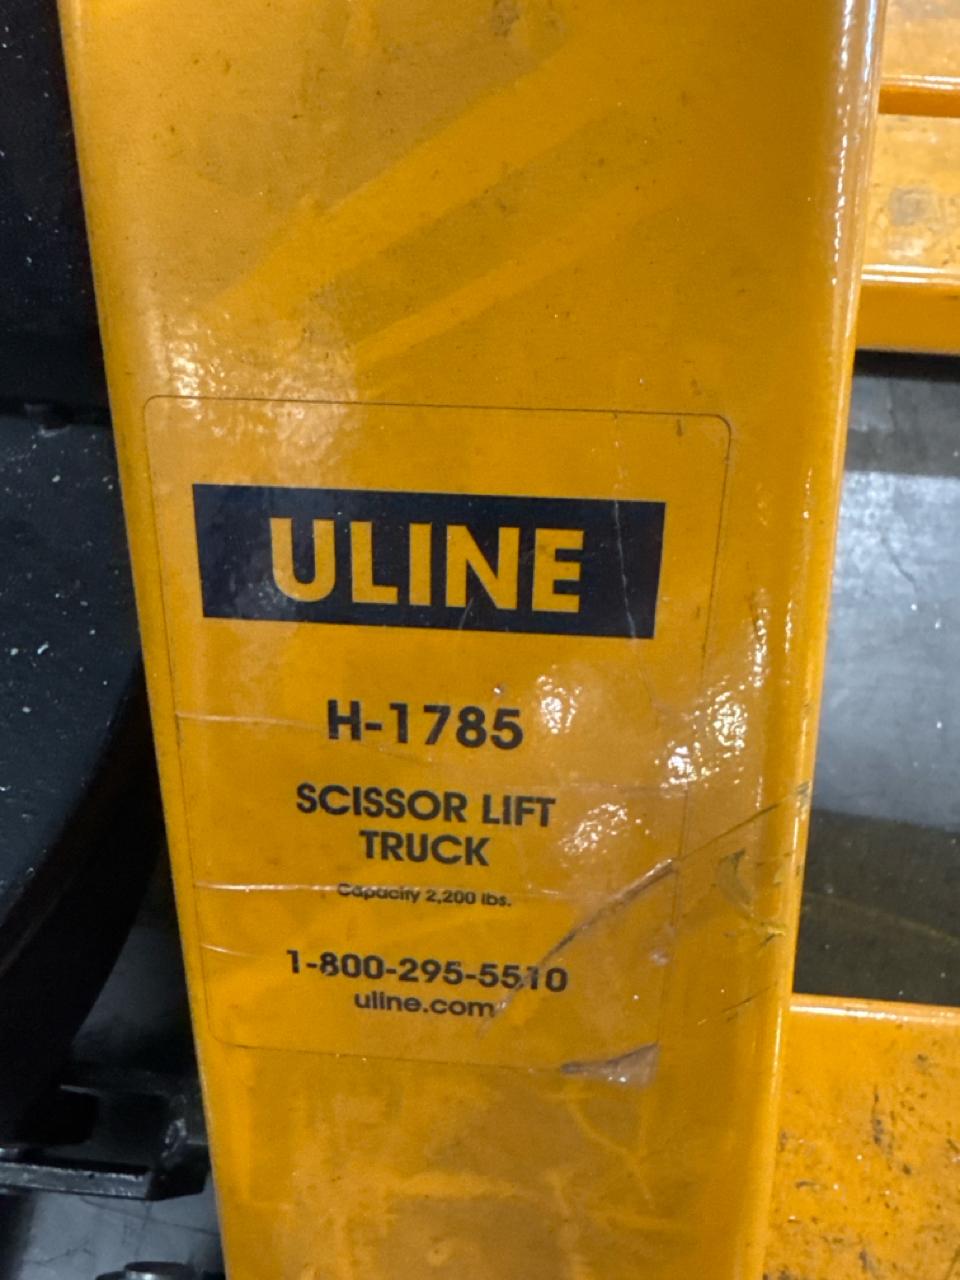 ULINE
H-1785
SCISSOR LIFT
TRUCK
Capacity 2,200 lbs.
1-800-295-5510
uline.com